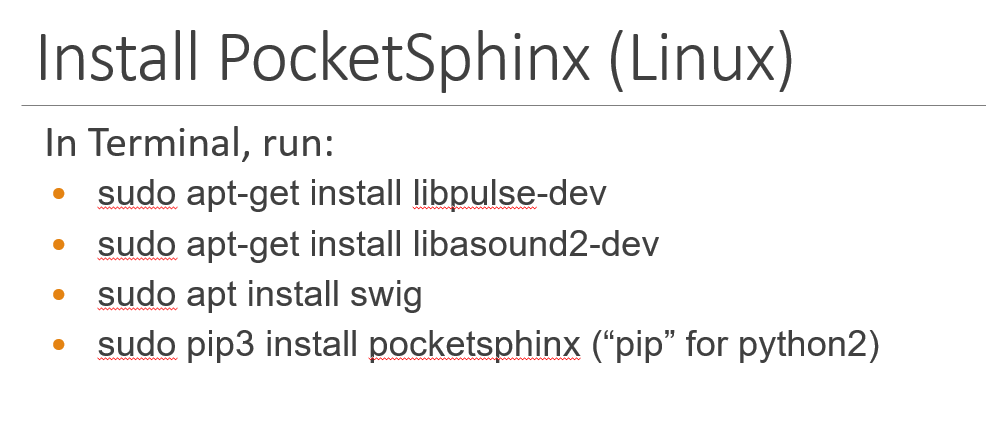 Install PocketSphinx (Linux)
In Terminal, run:
• sudo apt-get install libpulse-dev
• sudo apt-get install libasound2-dev
• sudo apt install swig
• sudo pip3 install pocketsphinx (“pip” for python2)